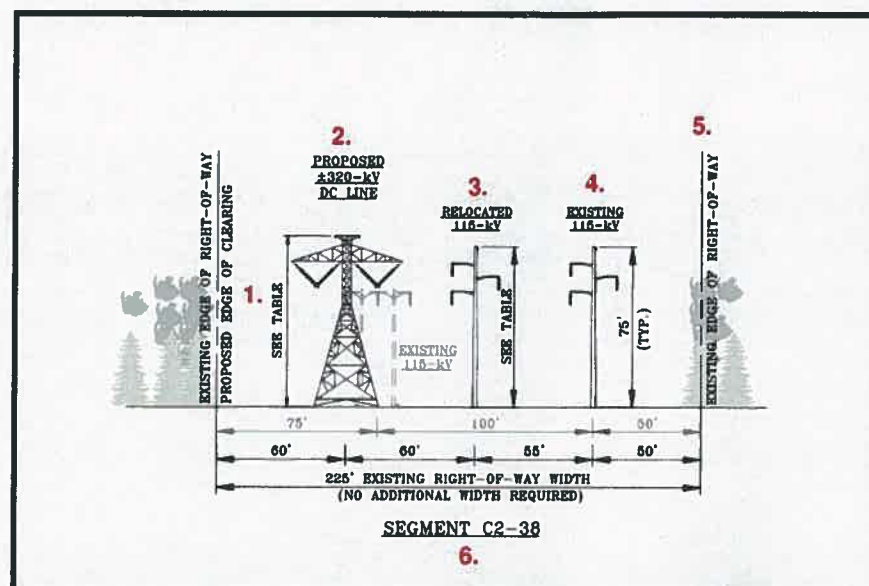 2.
PROPOSED
±320-kV
DC LINE
3.
RELOCATED
115-kV
4.
EXISTING
115-kV
5.
EXISTING EDGE OF RIGHT-OF-WAY
PROPOSED EDGE OF CLEARING
1.
SEE TABLE
EXISTING
115-kV
SEE TABLE
75'
(TYP.)
EXISTING EDGE OF RIGHT-OF-WAY
75'
100'
50'
60'
60'
55'
50'
225' EXISTING RIGHT-OF-WAY WIDTH
(NO ADDITIONAL WIDTH REQUIRED)
SEGMENT C2-38
6.